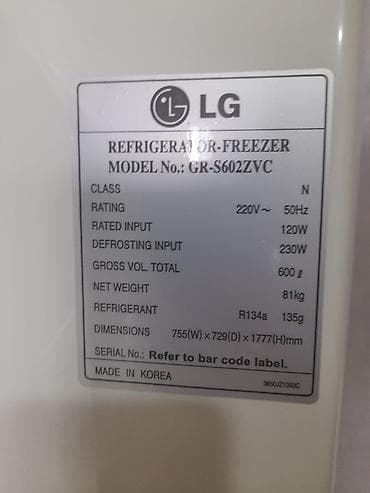 LG
REFRIGERATOR-FREEZER
MODEL No.: GR-S602ZVC
CLASS N
RATING 220V~ 50Hz
RATED INPUT 120W
DEFROSTING INPUT 230W
GROSS VOL. TOTAL 600 ℓ
NET WEIGHT 81kg
REFRIGERANT R134a 135g
DIMENSIONS 755(W) x 729(D) x 1777(H)mm
SERIAL No.: Refer to bar code label.
MADE IN KOREA